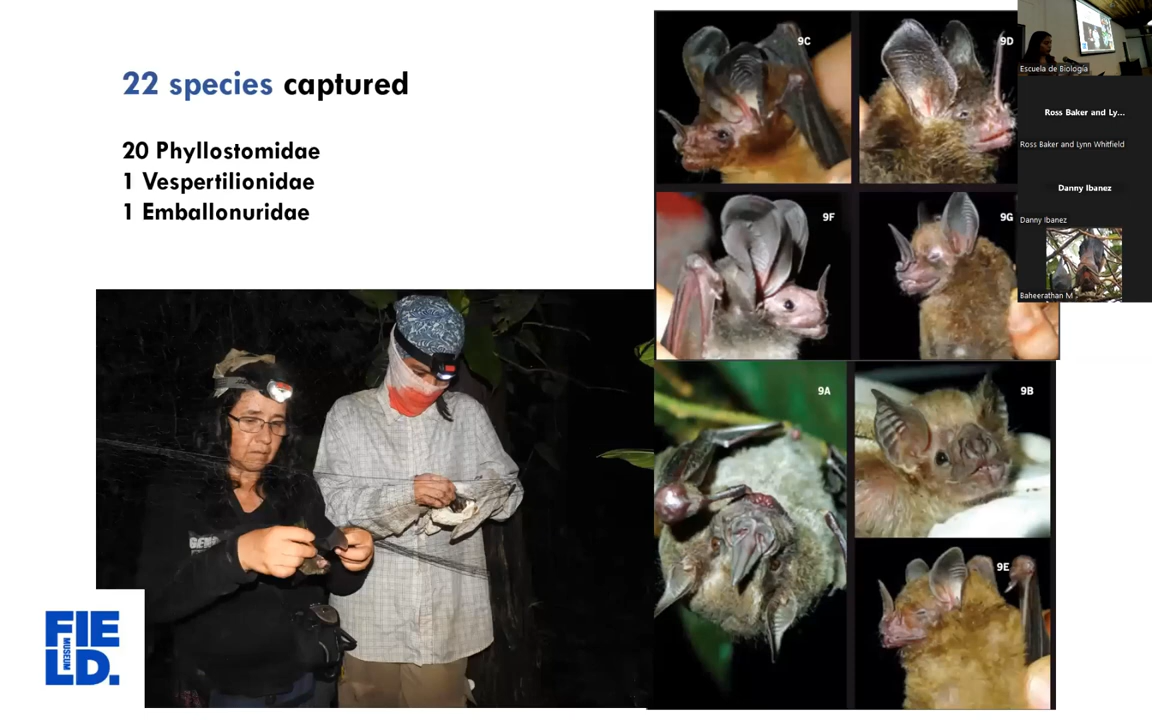 22 species captured
20 Phyllostomidae
1 Vespertilionidae
1 Emballonuridae
9C
9D
9F
9G
9A
9B
9E
Escuela de Biología
Ross Baker and Ly...
Ross Baker and Lynn Whitfield
Danny Ibanez
Danny Ibanez
Baheerathan M
FIE
MUSEUM
LD.